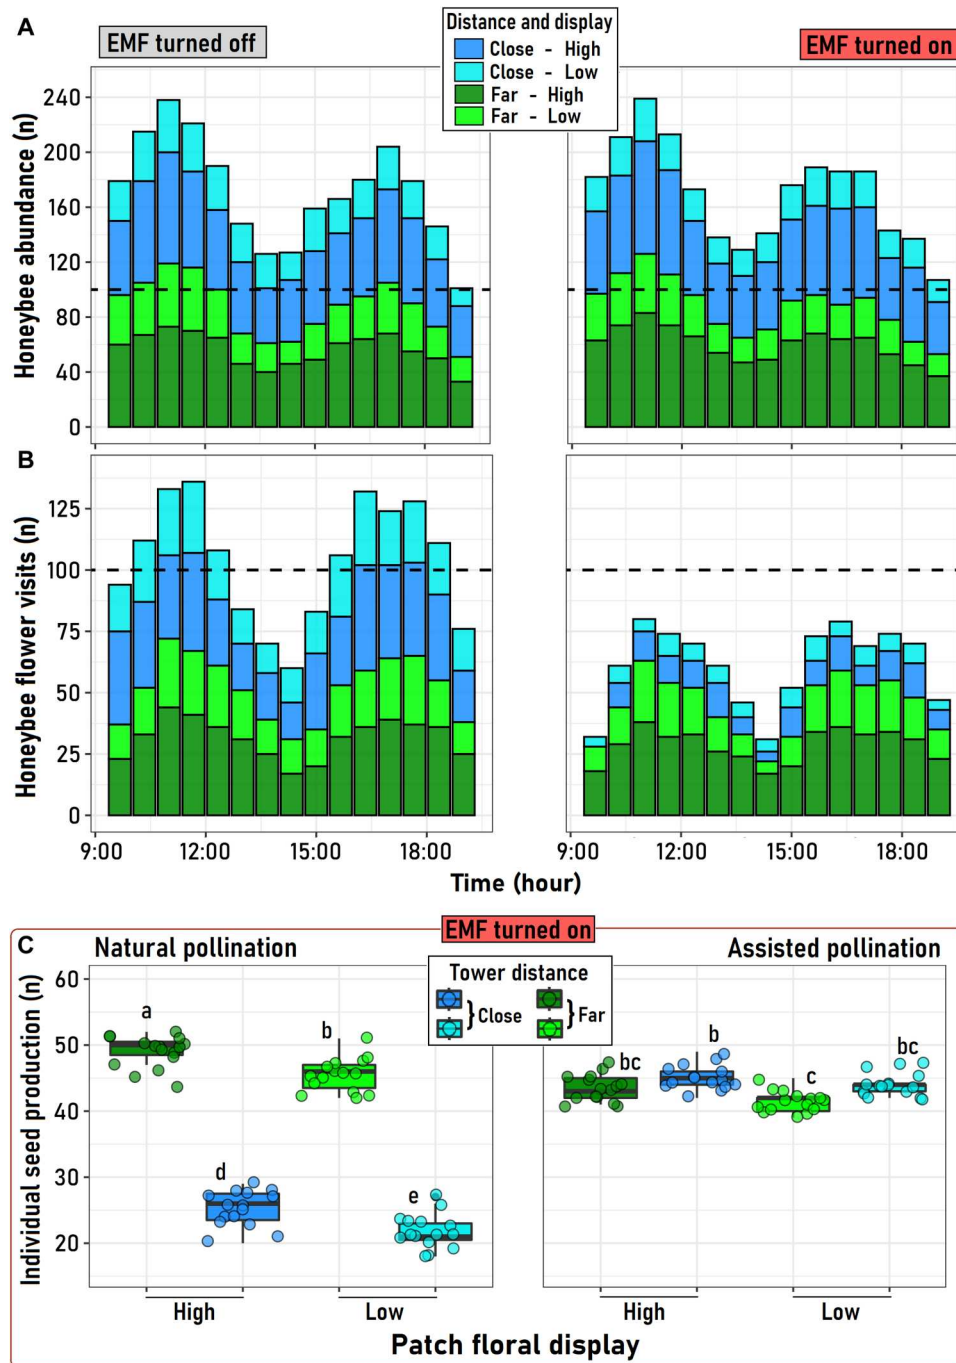 A
EMF turned off
Distance and display
Close - High
Close - Low
Far - High
Far - Low
EMF turned on
Honeybee abundance (n)
240
200
160
120
80
40
0
B
Honeybee flower visits (n)
125
100
75
50
25
0
9:00 12:00 15:00 18:00 9:00 12:00 15:00 18:00
Time (hour)
C
EMF turned on
Natural pollination
Assisted pollination
Tower distance
Close
Far
Individual seed production (n)
60
50
40
30
20
a
b
d
e
bc
b
c
bc
High Low High Low
Patch floral display